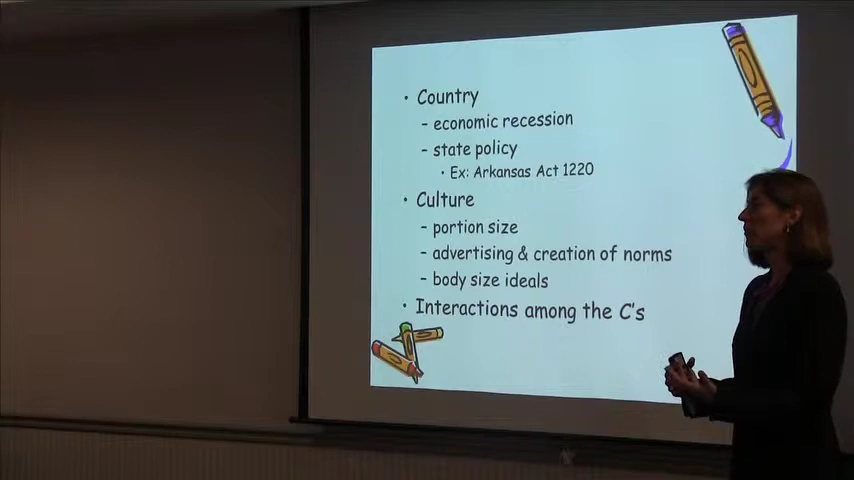 • Country
– economic recession
– state policy
• Ex: Arkansas Act 1220
• Culture
– portion size
– advertising & creation of norms
– body size ideals
• Interactions among the C's